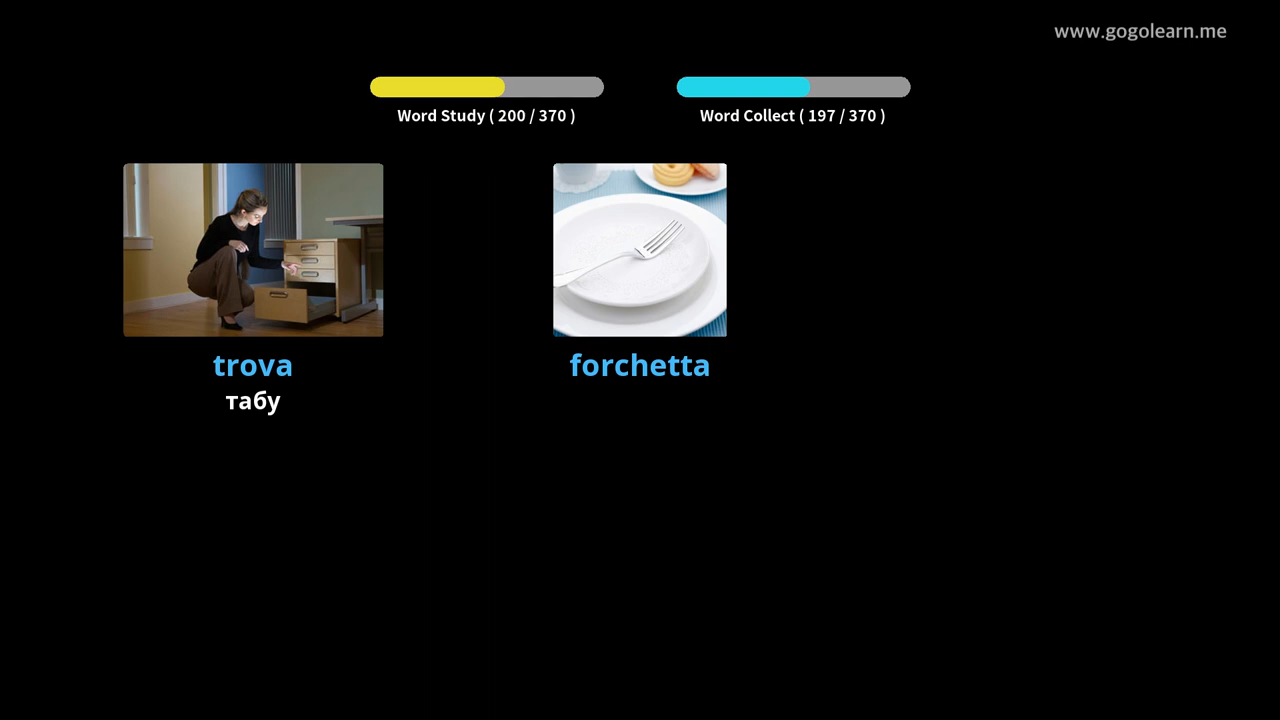 www.gogolearn.me
Word Study ( 200 / 370 )
Word Collect ( 197 / 370 )
trova
табу
forchetta